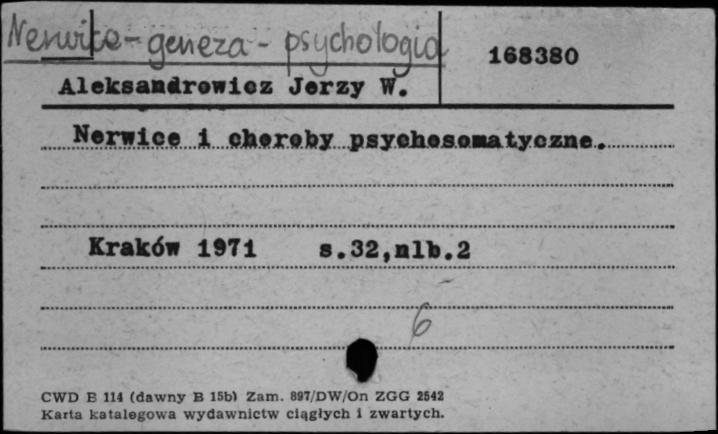 Nerwice - geneza - psychologia
168380
Aleksandrowicz Jerzy W.
Nerwice i choroby psychosomatyczne.
Kraków 1971 s.32,nlb.2
6
CWD B 114 (dawny B 15b) Zam. 897/DW/On ZGG 2542
Karta katalogowa wydawnictw ciągłych i zwartych.